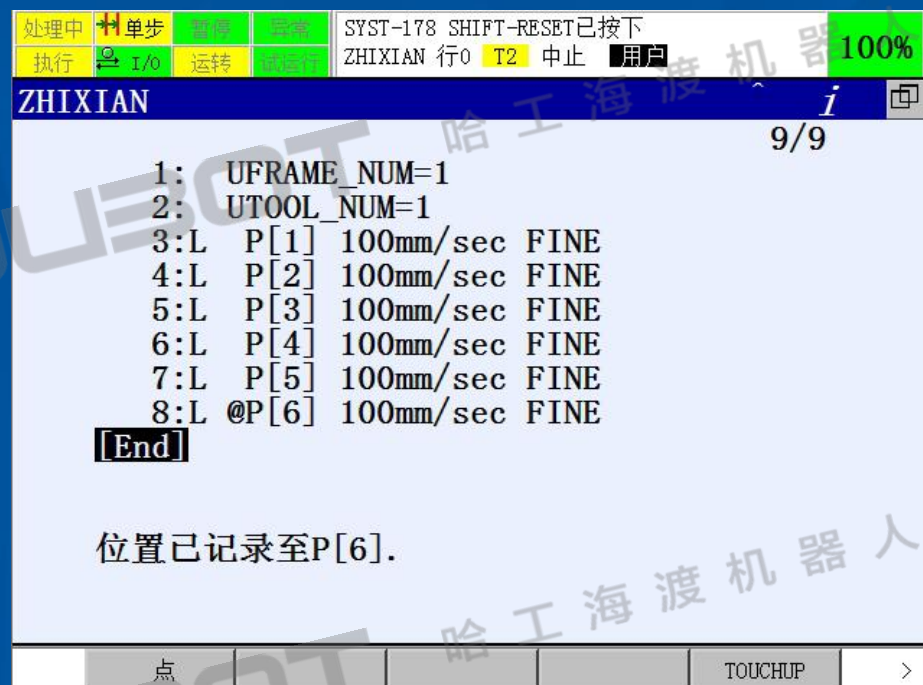 处理中 单步 暂停 异常 SYST-178 SHIFT-RESET已按下
执行 I/O 运转 试运行 ZHIXIAN 行0 T2 中止 用户 100%
ZHIXIAN i
9/9
1: UFRAME_NUM=1
2: UTOOL_NUM=1
3:L P[1] 100mm/sec FINE
4:L P[2] 100mm/sec FINE
5:L P[3] 100mm/sec FINE
6:L P[4] 100mm/sec FINE
7:L P[5] 100mm/sec FINE
8:L @P[6] 100mm/sec FINE
[End]
位置已记录至P[6].
点 TOUCHUP >
哈工海渡机器人
哈工海渡机器人